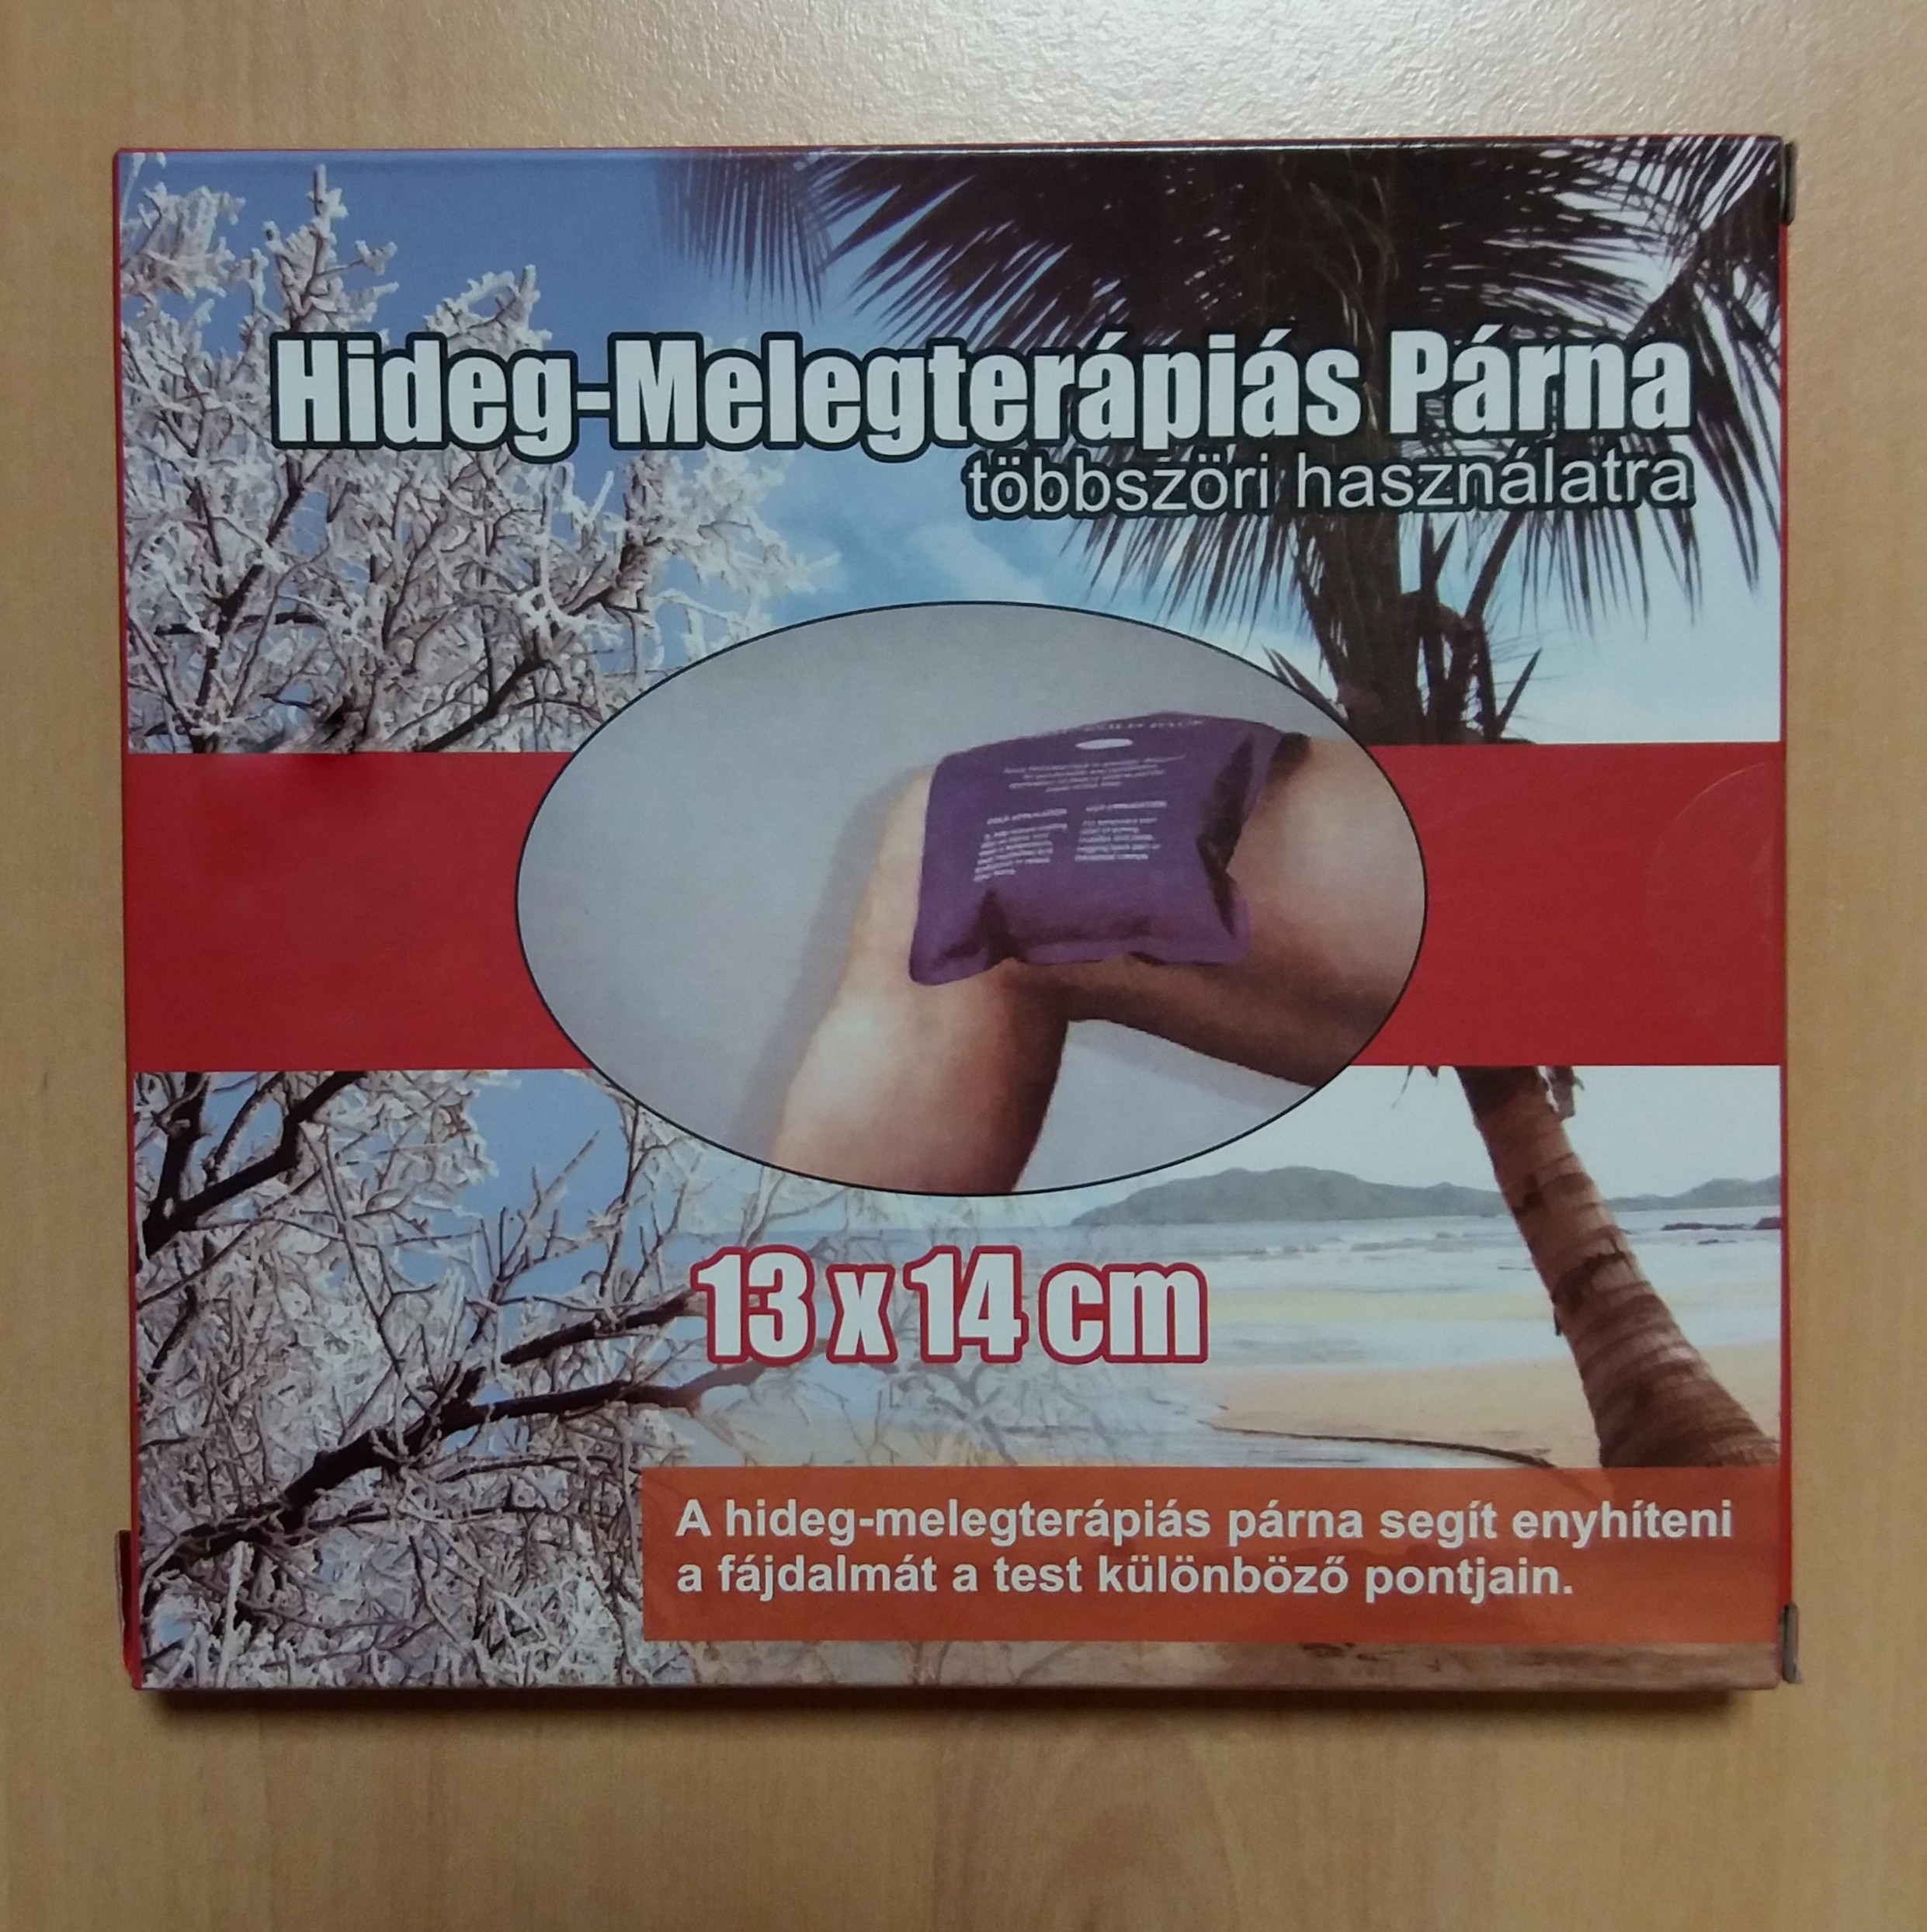 Hideg-Melegterápiás Párna
többszöri használatra
13 x 14 cm
A hideg-melegterápiás párna segít enyhíteni
a fájdalmát a test különböző pontjain.